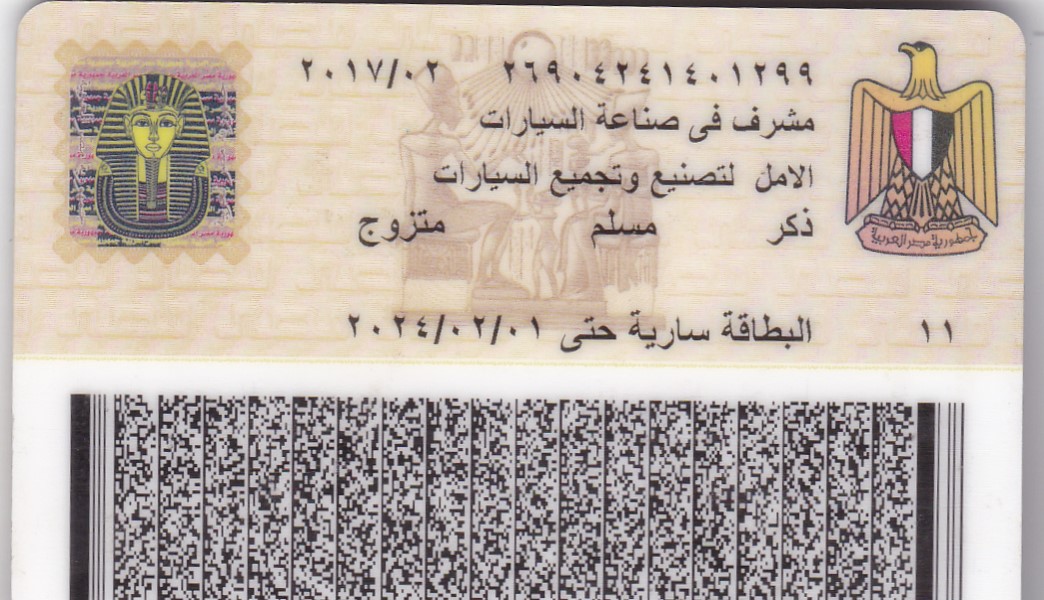 ٢٦٩٠٤٢٤١٤٠١٢٩٩ ٢٠١٧/٠٢
مشرف فى صناعة السيارات
الامل لتصنيع وتجميع السيارات
ذكر مسلم متزوج
جمهورية مصر العربية
١١ البطاقة سارية حتى ٢٠٢٤/٠٢/٠١